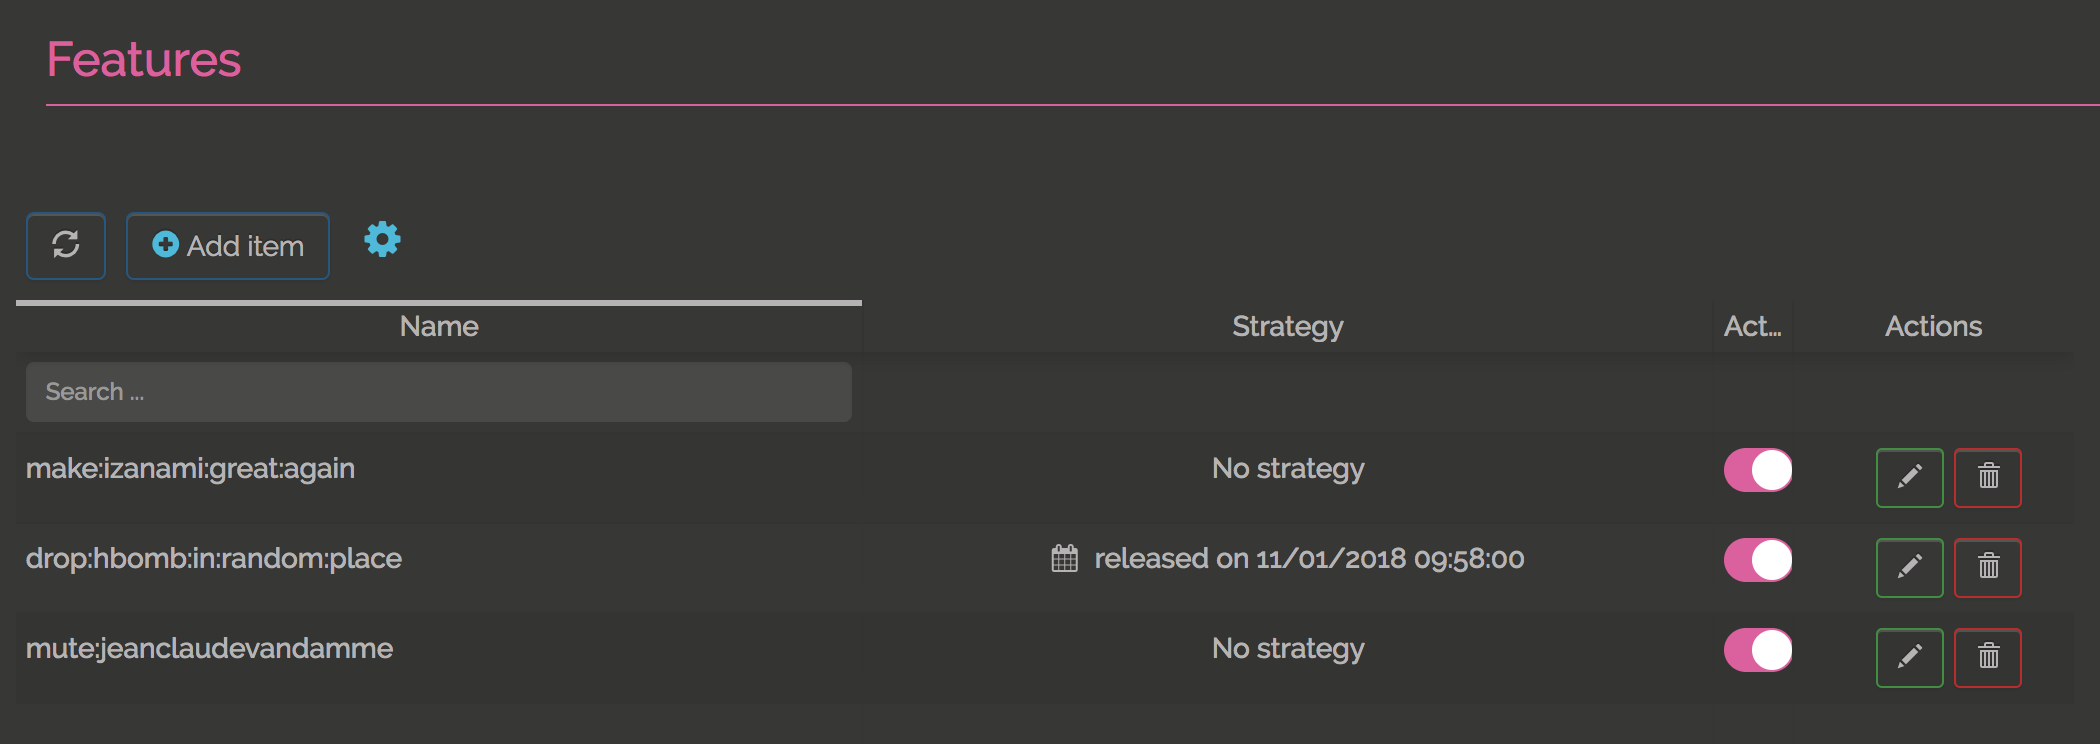 Features
Add item
Name Strategy Act... Actions
Search ...
make:izanami:great:again No strategy
drop:hbomb:in:random:place released on 11/01/2018 09:58:00
mute:jeanclaudevandamme No strategy